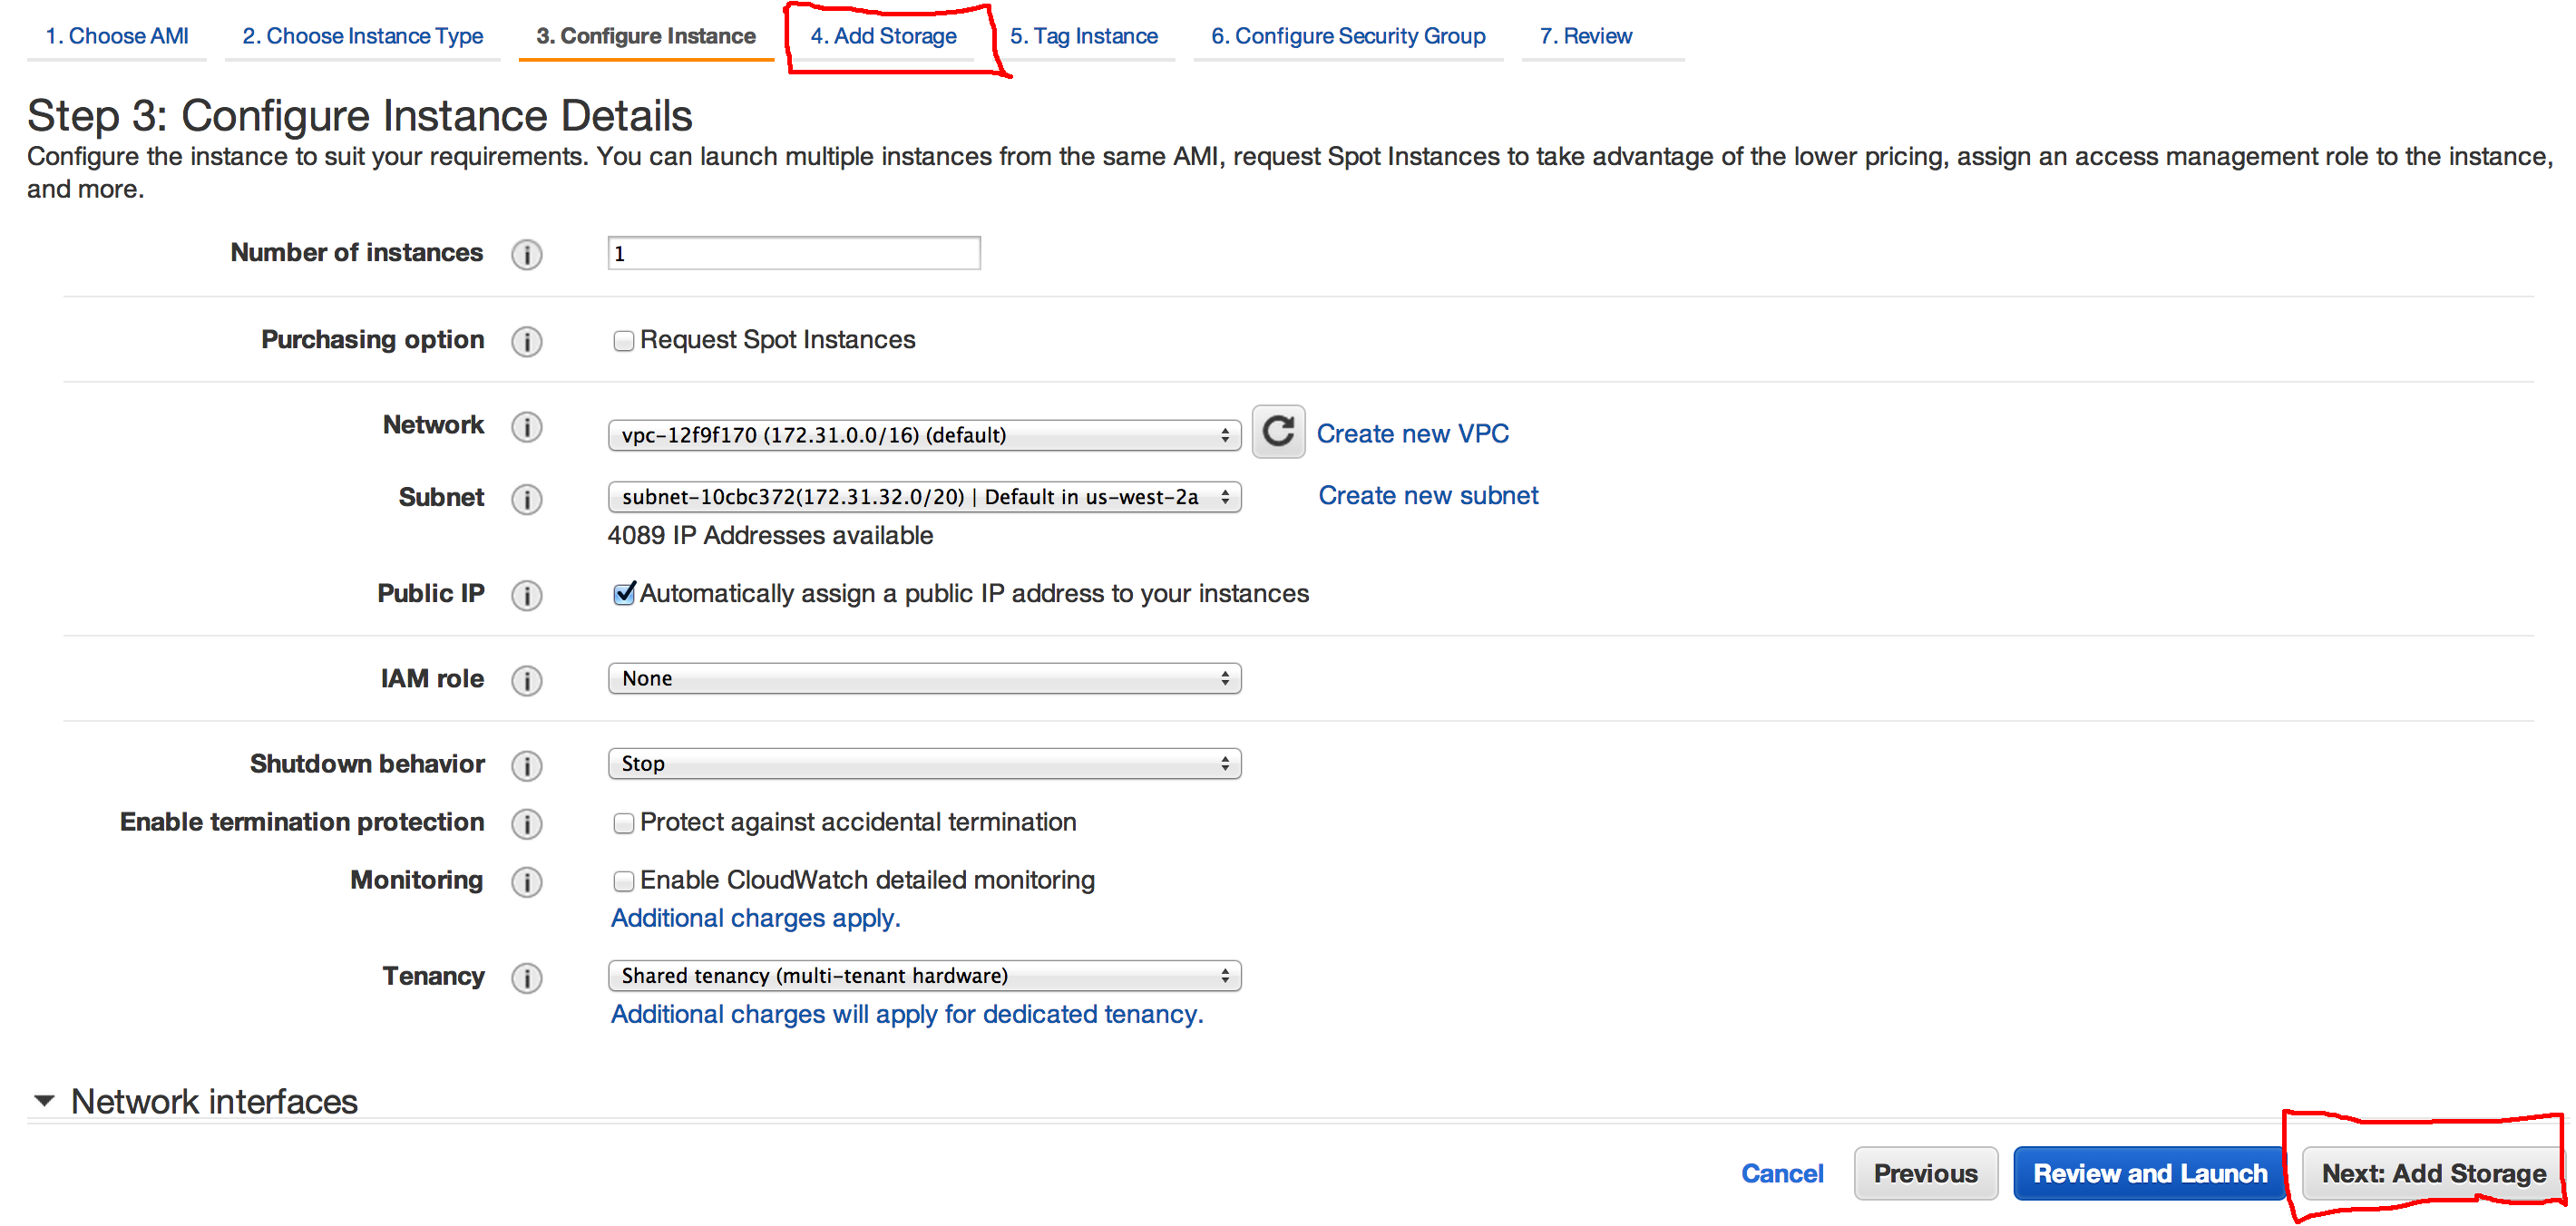 1. Choose AMI 2. Choose Instance Type 3. Configure Instance 4. Add Storage 5. Tag Instance 6. Configure Security Group 7. Review
Step 3: Configure Instance Details
Configure the instance to suit your requirements. You can launch multiple instances from the same AMI, request Spot Instances to take advantage of the lower pricing, assign an access management role to the instance,
and more.
Number of instances i 1
Purchasing option i Request Spot Instances
Network i vpc-12f9f170 (172.31.0.0/16) (default) Create new VPC
Subnet i subnet-10cbc372(172.31.32.0/20) | Default in us-west-2a Create new subnet
4089 IP Addresses available
Public IP i Automatically assign a public IP address to your instances
IAM role i None
Shutdown behavior i Stop
Enable termination protection i Protect against accidental termination
Monitoring i Enable CloudWatch detailed monitoring
Additional charges apply.
Tenancy i Shared tenancy (multi-tenant hardware)
Additional charges will apply for dedicated tenancy.
Network interfaces
Cancel Previous Review and Launch Next: Add Storage